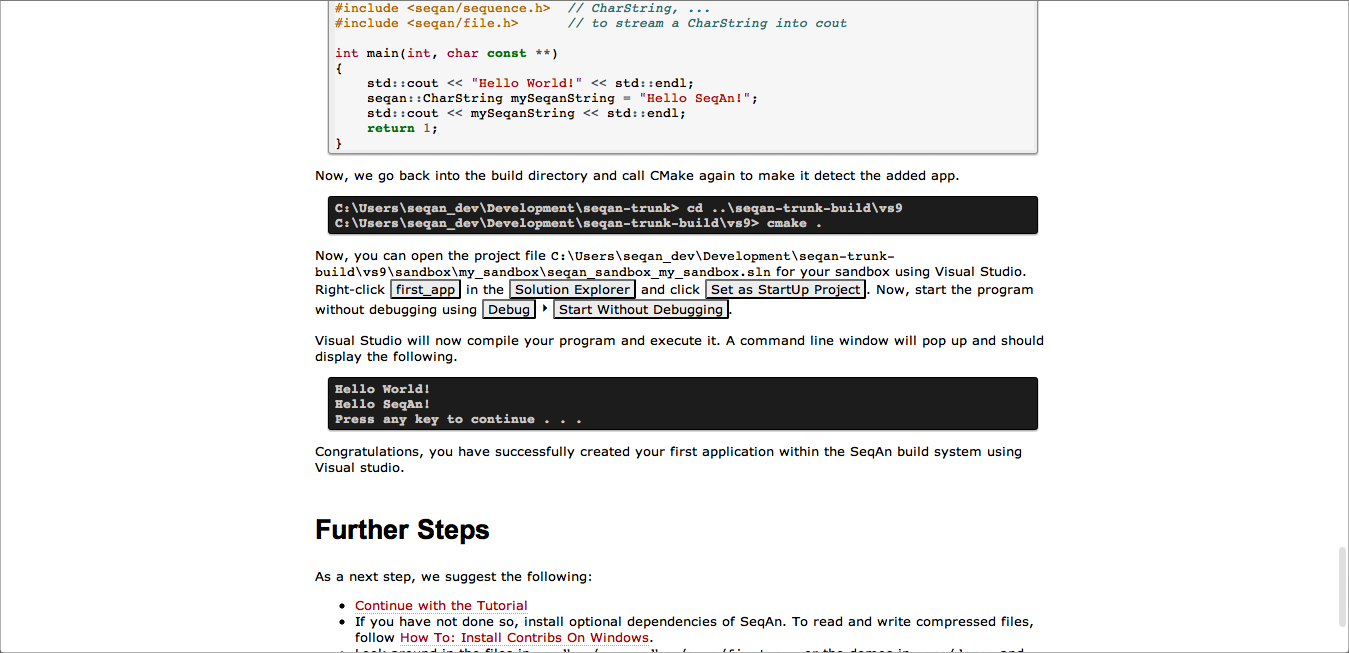 #include <seqan/sequence.h>  // CharString, ...
#include <seqan/file.h>      // to stream a CharString into cout
int main(int, char const **)
{
    std::cout << "Hello World!" << std::endl;
    seqan::CharString mySeqanString = "Hello SeqAn!";
    std::cout << mySeqanString << std::endl;
    return 1;
}
Now, we go back into the build directory and call CMake again to make it detect the added app.
C:\Users\seqan_dev\Development\seqan-trunk> cd ..\seqan-trunk-build\vs9
C:\Users\seqan_dev\Development\seqan-trunk-build\vs9> cmake .
Now, you can open the project file C:\Users\seqan_dev\Development\seqan-trunk-
build\vs9\sandbox\my_sandbox\seqan_sandbox_my_sandbox.sln for your sandbox using Visual Studio.
Right-click first_app in the Solution Explorer and click Set as StartUp Project. Now, start the program
without debugging using Debug ‣ Start Without Debugging.
Visual Studio will now compile your program and execute it. A command line window will pop up and should
display the following.
Hello World!
Hello SeqAn!
Press any key to continue . . .
Congratulations, you have successfully created your first application within the SeqAn build system using
Visual studio.
Further Steps
As a next step, we suggest the following:
• Continue with the Tutorial
• If you have not done so, install optional dependencies of SeqAn. To read and write compressed files,
follow How To: Install Contribs On Windows.